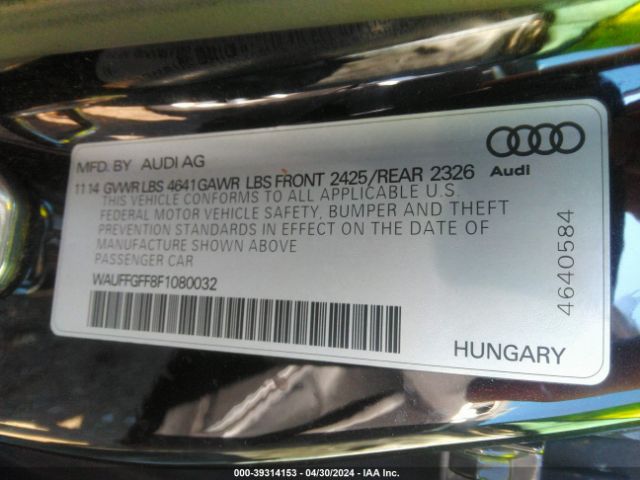 MFD. BY AUDI AG
11 14 GVWR LBS 4641 GAWR LBS FRONT 2425/REAR 2326
Audi
THIS VEHICLE CONFORMS TO ALL APPLICABLE U.S.
FEDERAL MOTOR VEHICLE SAFETY, BUMPER AND THEFT
PREVENTION STANDARDS IN EFFECT ON THE DATE OF
MANUFACTURE SHOWN ABOVE
PASSENGER CAR
WAUFFGFF8F1080032
4640584
HUNGARY
000-39314153 - 04/30/2024 - IAA Inc.